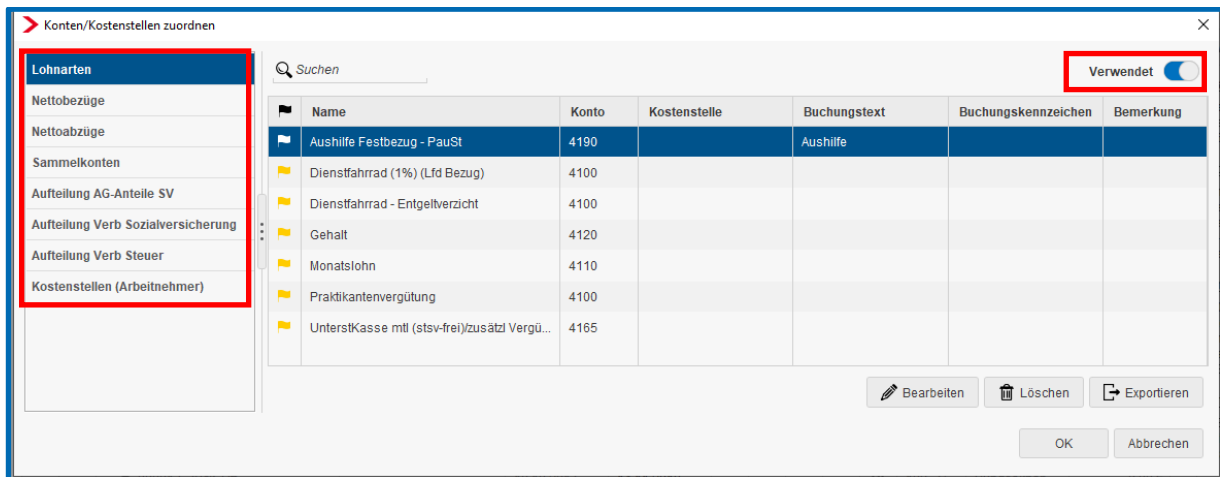 Konten/Kostenstellen zuordnen
Lohnarten
Nettobezüge
Nettoabzüge
Sammelkonten
Aufteilung AG-Anteile SV
Aufteilung Verb Sozialversicherung
Aufteilung Verb Steuer
Kostenstellen (Arbeitnehmer)
Suchen
Verwendet
Name Konto Kostenstelle Buchungstext Buchungskennzeichen Bemerkung
Aushilfe Festbezug - PauSt 4190 Aushilfe
Dienstfahrrad (1%) (Lfd Bezug) 4100
Dienstfahrrad - Entgeltverzicht 4100
Gehalt 4120
Monatslohn 4110
Praktikantenvergütung 4100
UnterstKasse mtl (stsv-frei)/zusätzl Vergü... 4165
Bearbeiten Löschen Exportieren
OK Abbrechen